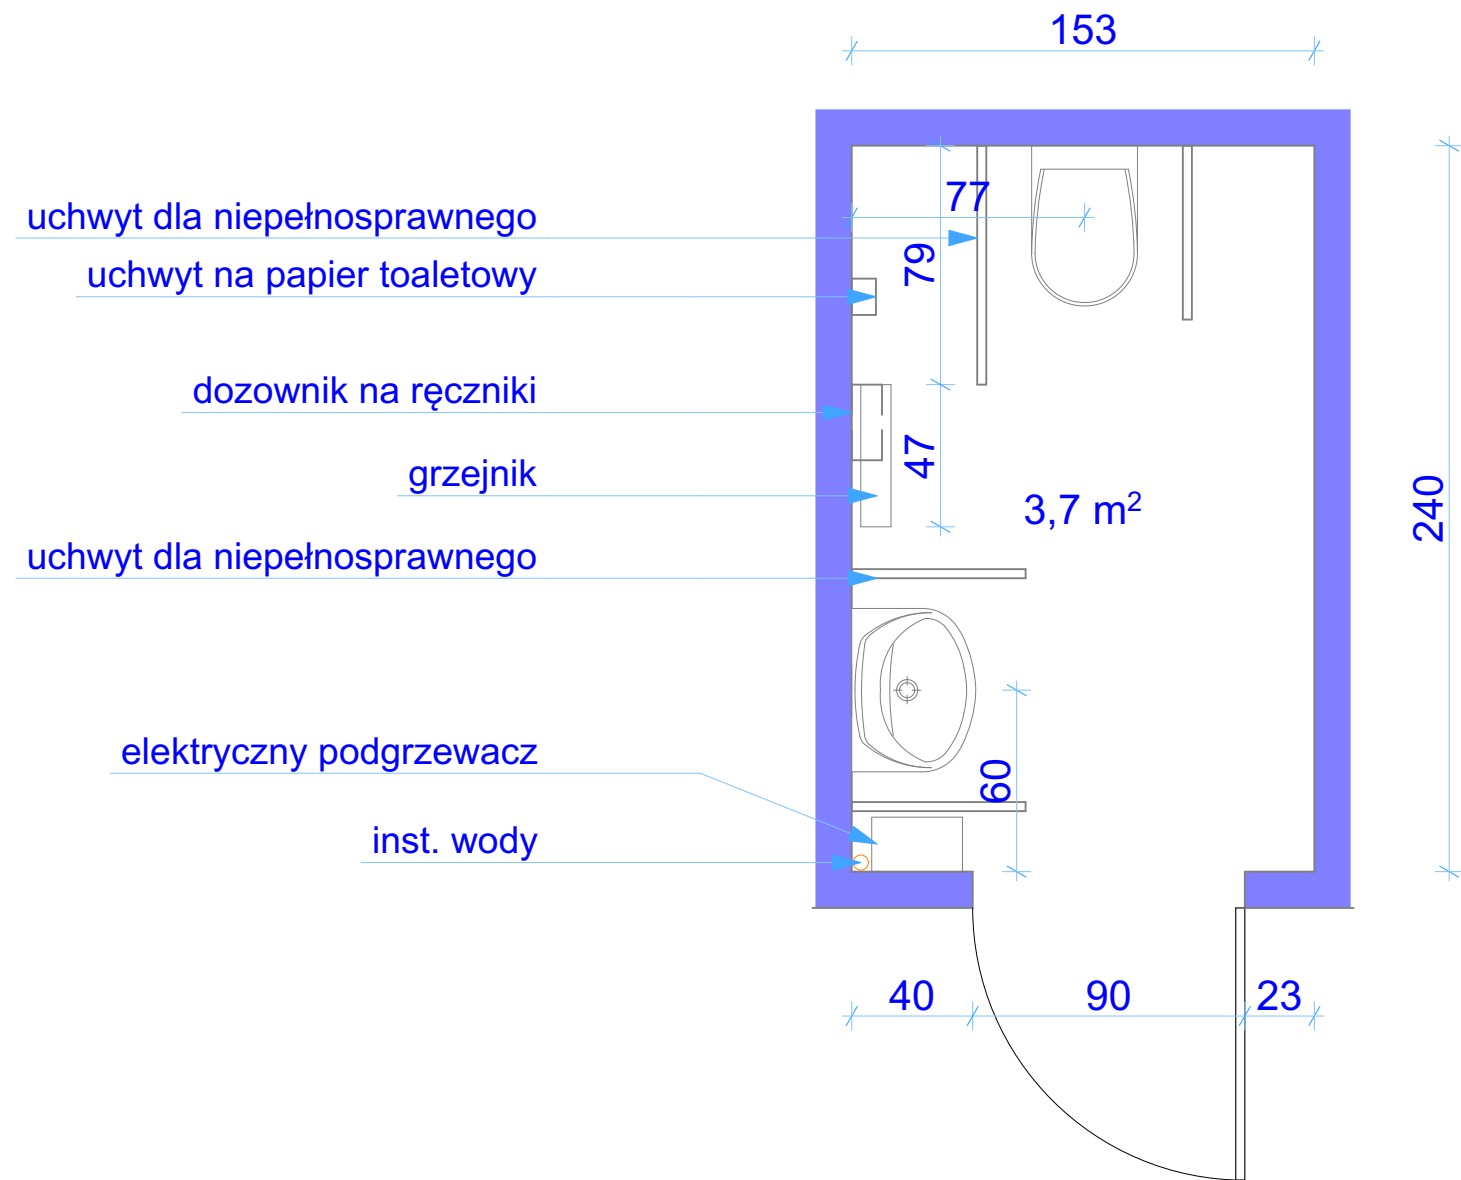 153
77
uchwyt dla niepełnosprawnego
79
uchwyt na papier toaletowy
dozownik na ręczniki
47
grzejnik
3,7 m²
240
uchwyt dla niepełnosprawnego
elektryczny podgrzewacz
60
inst. wody
40
90
23